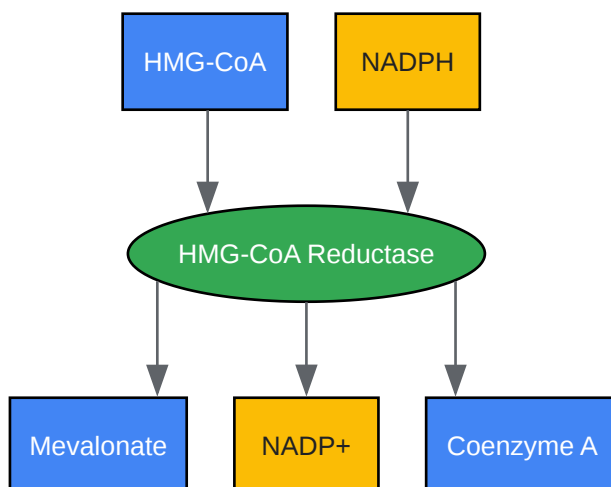 HMG-CoA
NADPH
HMG-CoA Reductase
Mevalonate
NADP+
Coenzyme A